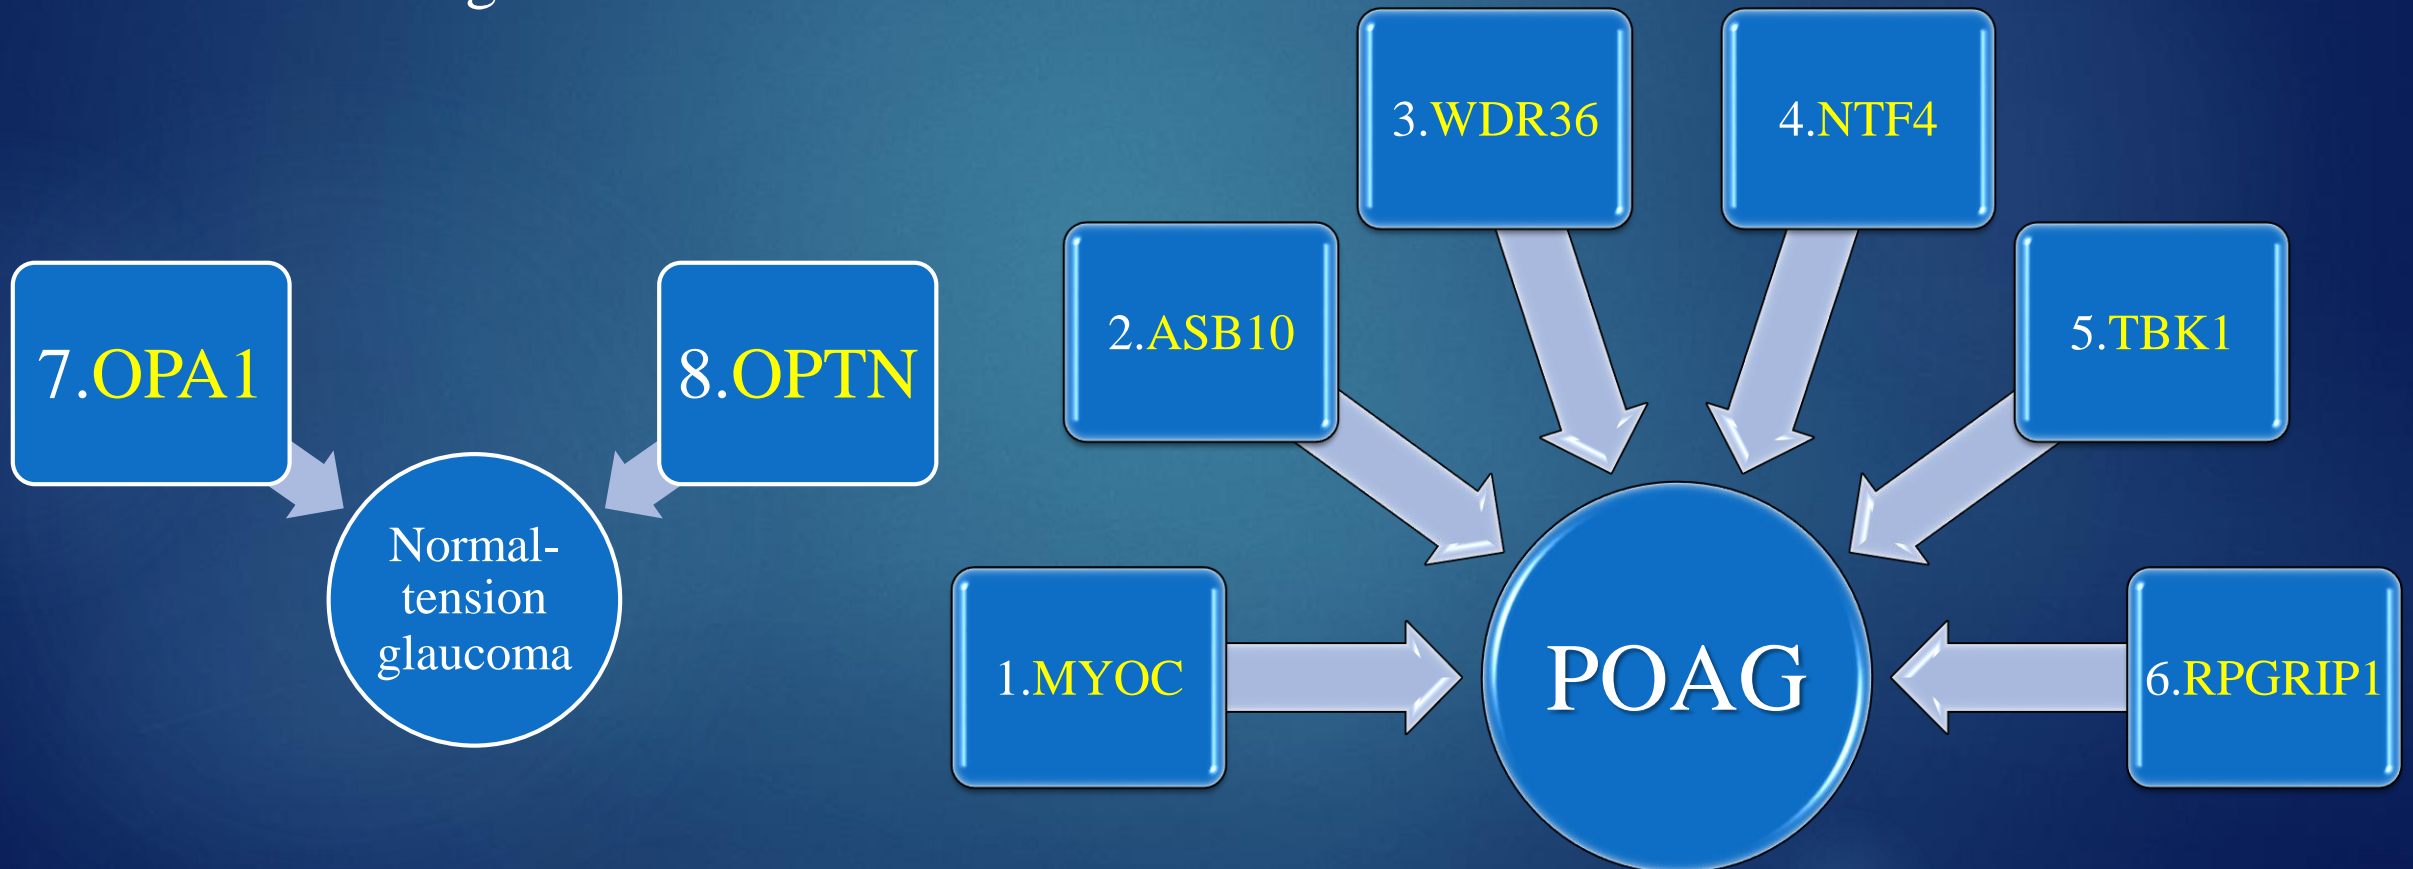 7.OPA1
8.OPTN
Normal-
tension
glaucoma
1.MYOC
2.ASB10
3.WDR36
4.NTF4
5.TBK1
6.RPGRIP1
POAG